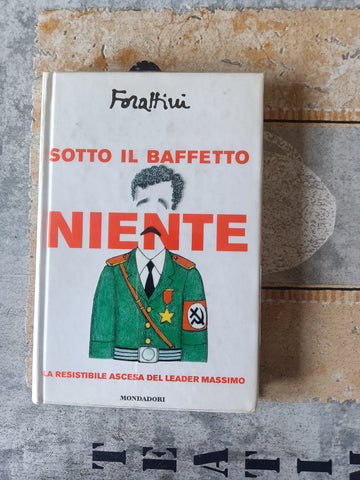 Forattini
SOTTO IL BAFFETTO
NIENTE
LA RESISTIBILE ASCESA DEL LEADER MASSIMO
MONDADORI